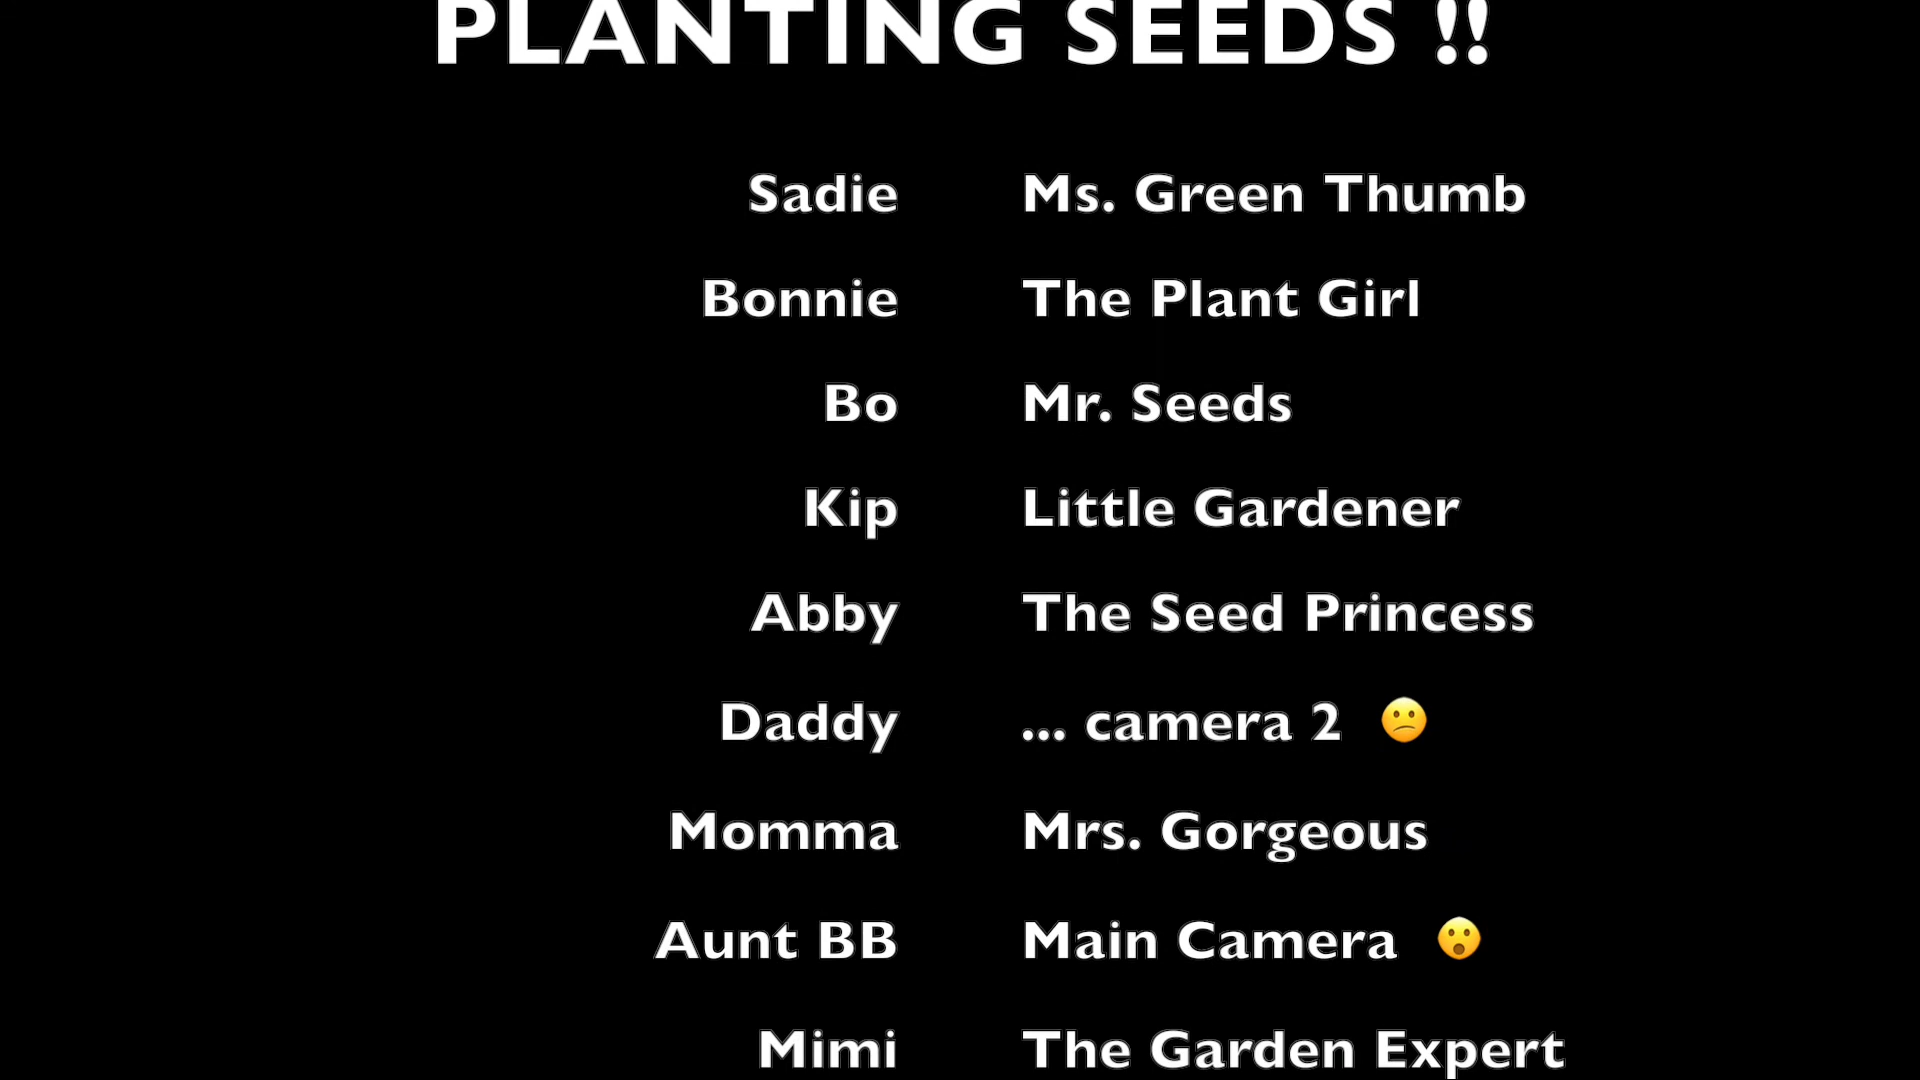 PLANTING SEEDS ‼
Sadie Ms. Green Thumb
Bonnie The Plant Girl
Bo Mr. Seeds
Kip Little Gardener
Abby The Seed Princess
Daddy ... camera 2 😕
Momma Mrs. Gorgeous
Aunt BB Main Camera 😮
Mimi The Garden Expert